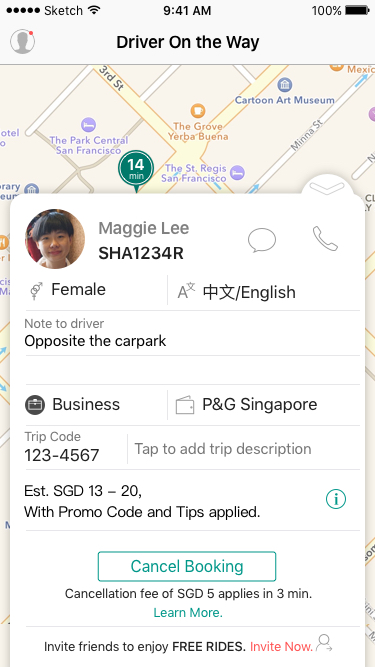 Sketch 9:41 AM 100%
Driver On the Way
3rd St
Cartoon Art Museum
Mexic
Minna St
The Grove
Yerba Buena
The Park Central
San Francisco
The St. Regis
San Francisco
14
min
Maggie Lee
SHA1234R
Female 中文/English
Note to driver
Opposite the carpark
Business P&G Singapore
Trip Code
123-4567 Tap to add trip description
Est. SGD 13 – 20,
With Promo Code and Tips applied.
Cancel Booking
Cancellation fee of SGD 5 applies in 3 min.
Learn More.
Invite friends to enjoy FREE RIDES. Invite Now.